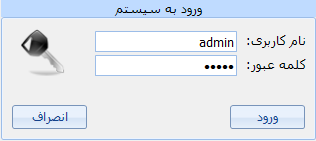 ورود به سیستم
نام کاربری: admin
کلمه عبور: •••••
ورود انصراف